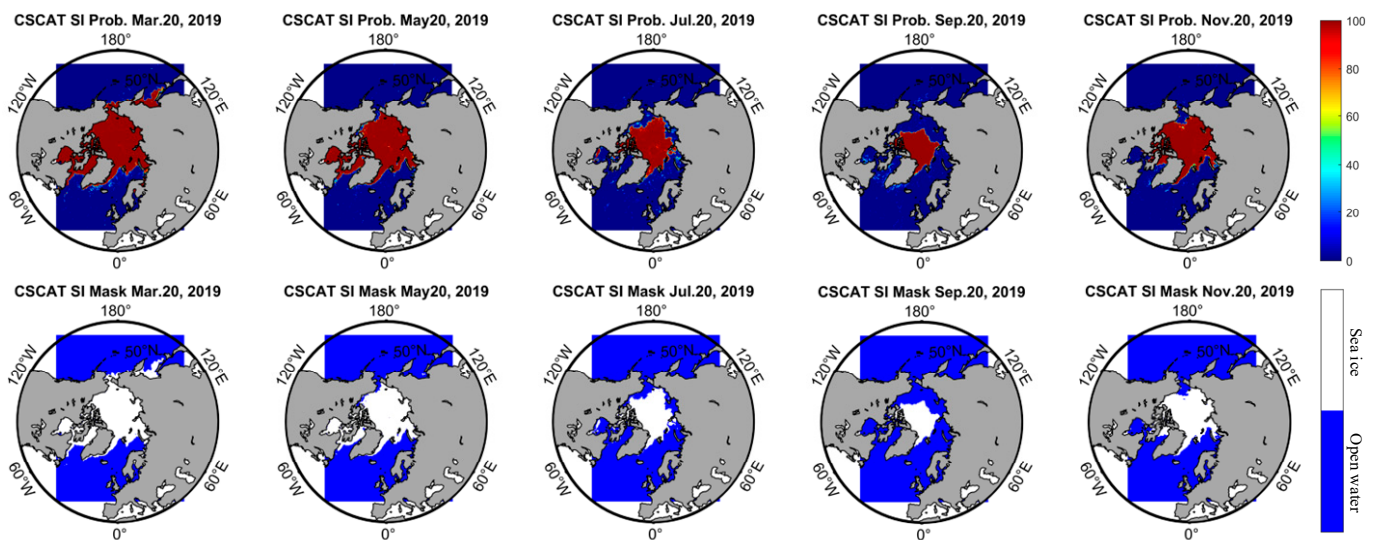 CSCAT SI Prob. Mar.20, 2019
180°
120°W
50°N
120°E
60°W
60°E
0°
CSCAT SI Prob. May20, 2019
180°
120°W
50°N
120°E
60°W
60°E
0°
CSCAT SI Prob. Jul.20, 2019
180°
120°W
50°N
120°E
60°W
60°E
0°
CSCAT SI Prob. Sep.20, 2019
180°
120°W
50°N
120°E
60°W
60°E
0°
CSCAT SI Prob. Nov.20, 2019
180°
120°W
50°N
120°E
60°W
60°E
0°
100
80
60
40
20
0
CSCAT SI Mask Mar.20, 2019
180°
120°W
50°N
120°E
60°W
60°E
0°
CSCAT SI Mask May20, 2019
180°
120°W
50°N
120°E
60°W
60°E
0°
CSCAT SI Mask Jul.20, 2019
180°
120°W
50°N
120°E
60°W
60°E
0°
CSCAT SI Mask Sep.20, 2019
180°
120°W
50°N
120°E
60°W
60°E
0°
CSCAT SI Mask Nov.20, 2019
180°
120°W
50°N
120°E
60°W
60°E
0°
Sea ice
Open water